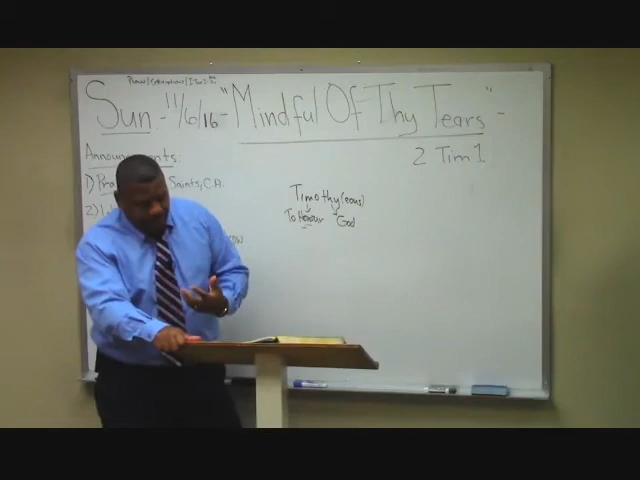 Sun. - 11/6/16 - "Mindful Of Thy Tears" -
2 Tim 1
Announcements:
1) Pra Saints, C.A.
2)
Timothy (eous)
To Honour God